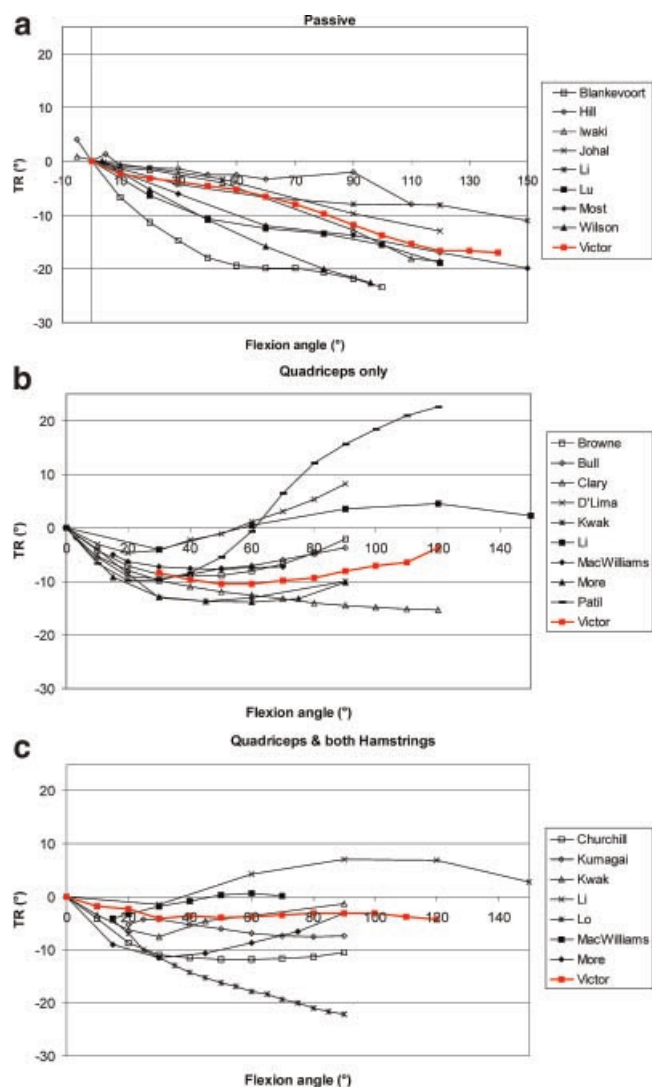 a
Passive
20
10
0
-10
-20
-30
TR (°)
-10 10 30 50 70 90 110 130 150
Flexion angle (°)
Blankevoort
Hill
Iwaki
Johal
Li
Lu
Most
Wilson
Victor
b
Quadriceps only
20
10
0
-10
-20
-30
TR (°)
0 20 40 60 80 100 120 140
Flexion angle (°)
Browne
Bull
Clary
D'Lima
Kwak
Li
MacWilliams
More
Patil
Victor
c
Quadriceps & both Hamstrings
20
10
0
-10
-20
-30
TR (°)
0 20 40 60 80 100 120 140
Flexion angle (°)
Churchill
Kumagai
Kwak
Li
Lo
MacWilliams
More
Victor